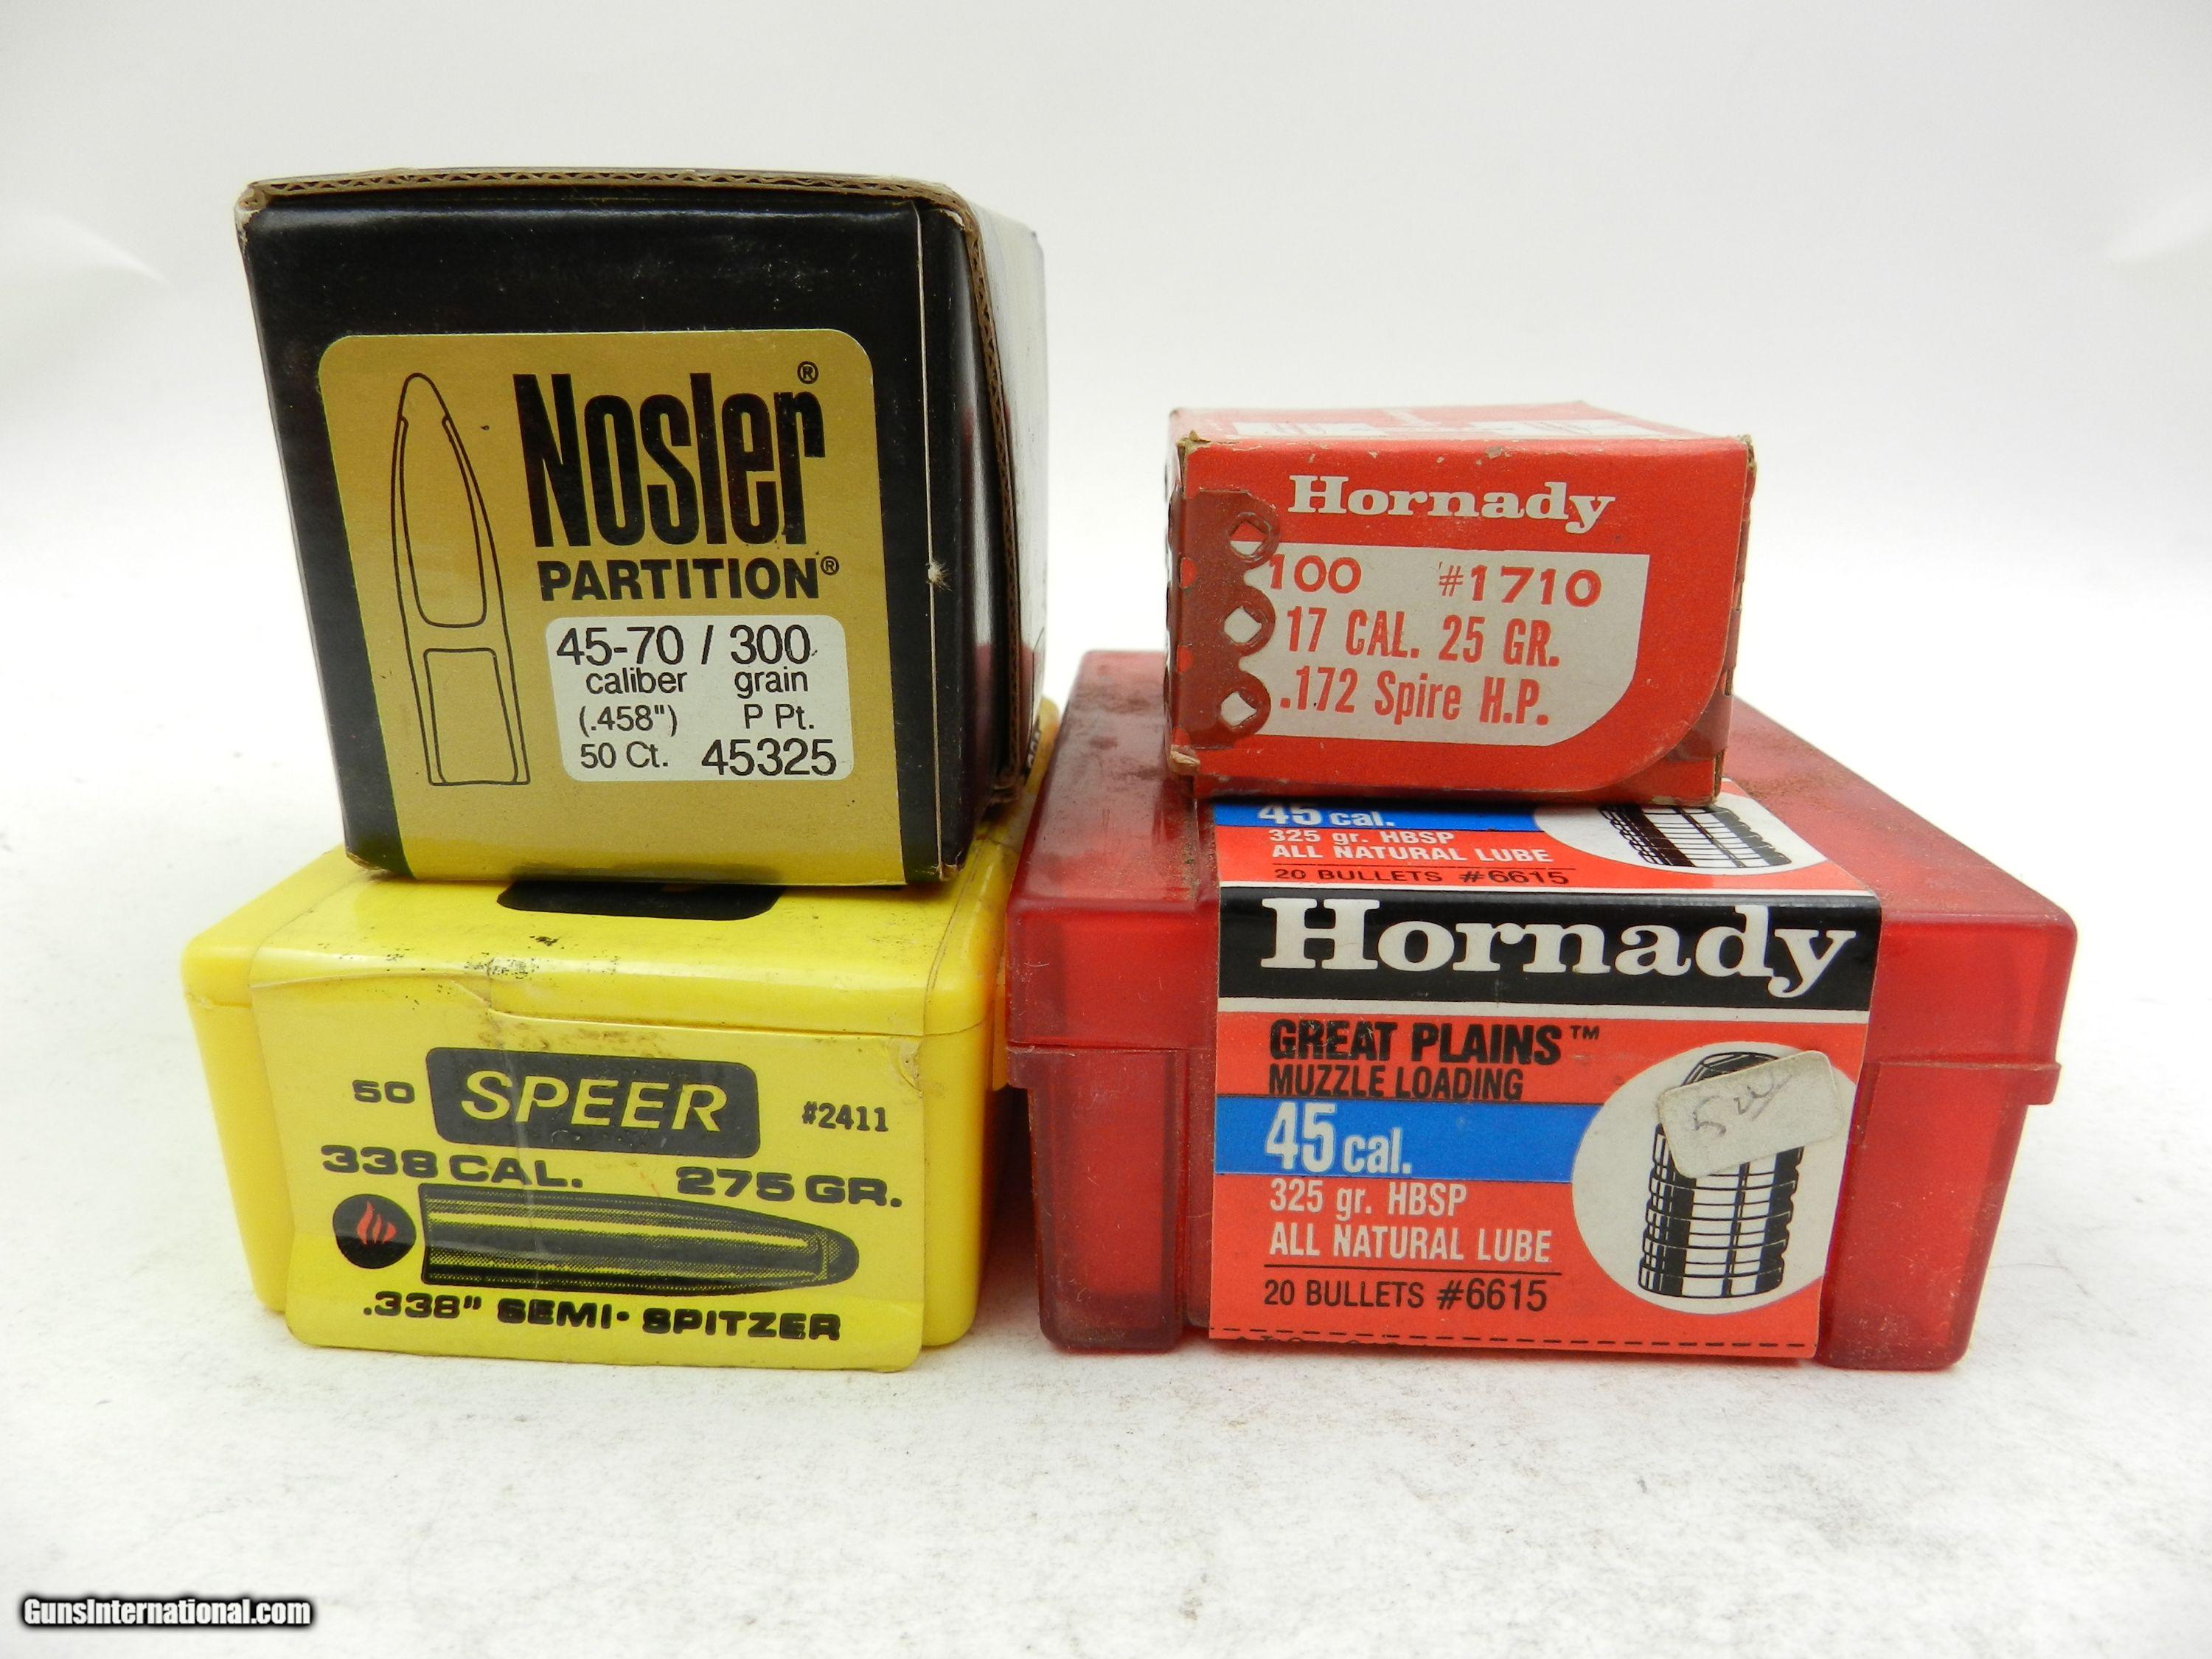 Nosler®
PARTITION®
45-70 / 300
caliber grain
(.458") P Pt.
50 Ct. 45325
Hornady
100 #1710
17 CAL. 25 GR.
.172 Spire H.P.
50 SPEER #2411
338 CAL. 275 GR.
.338" SEMI-SPITZER
45 cal.
325 gr. HBSP
ALL NATURAL LUBE
20 BULLETS #6615
Hornady
GREAT PLAINS™
MUZZLE LOADING
45 cal.
325 gr. HBSP
ALL NATURAL LUBE
20 BULLETS #6615
GunsInternational.com